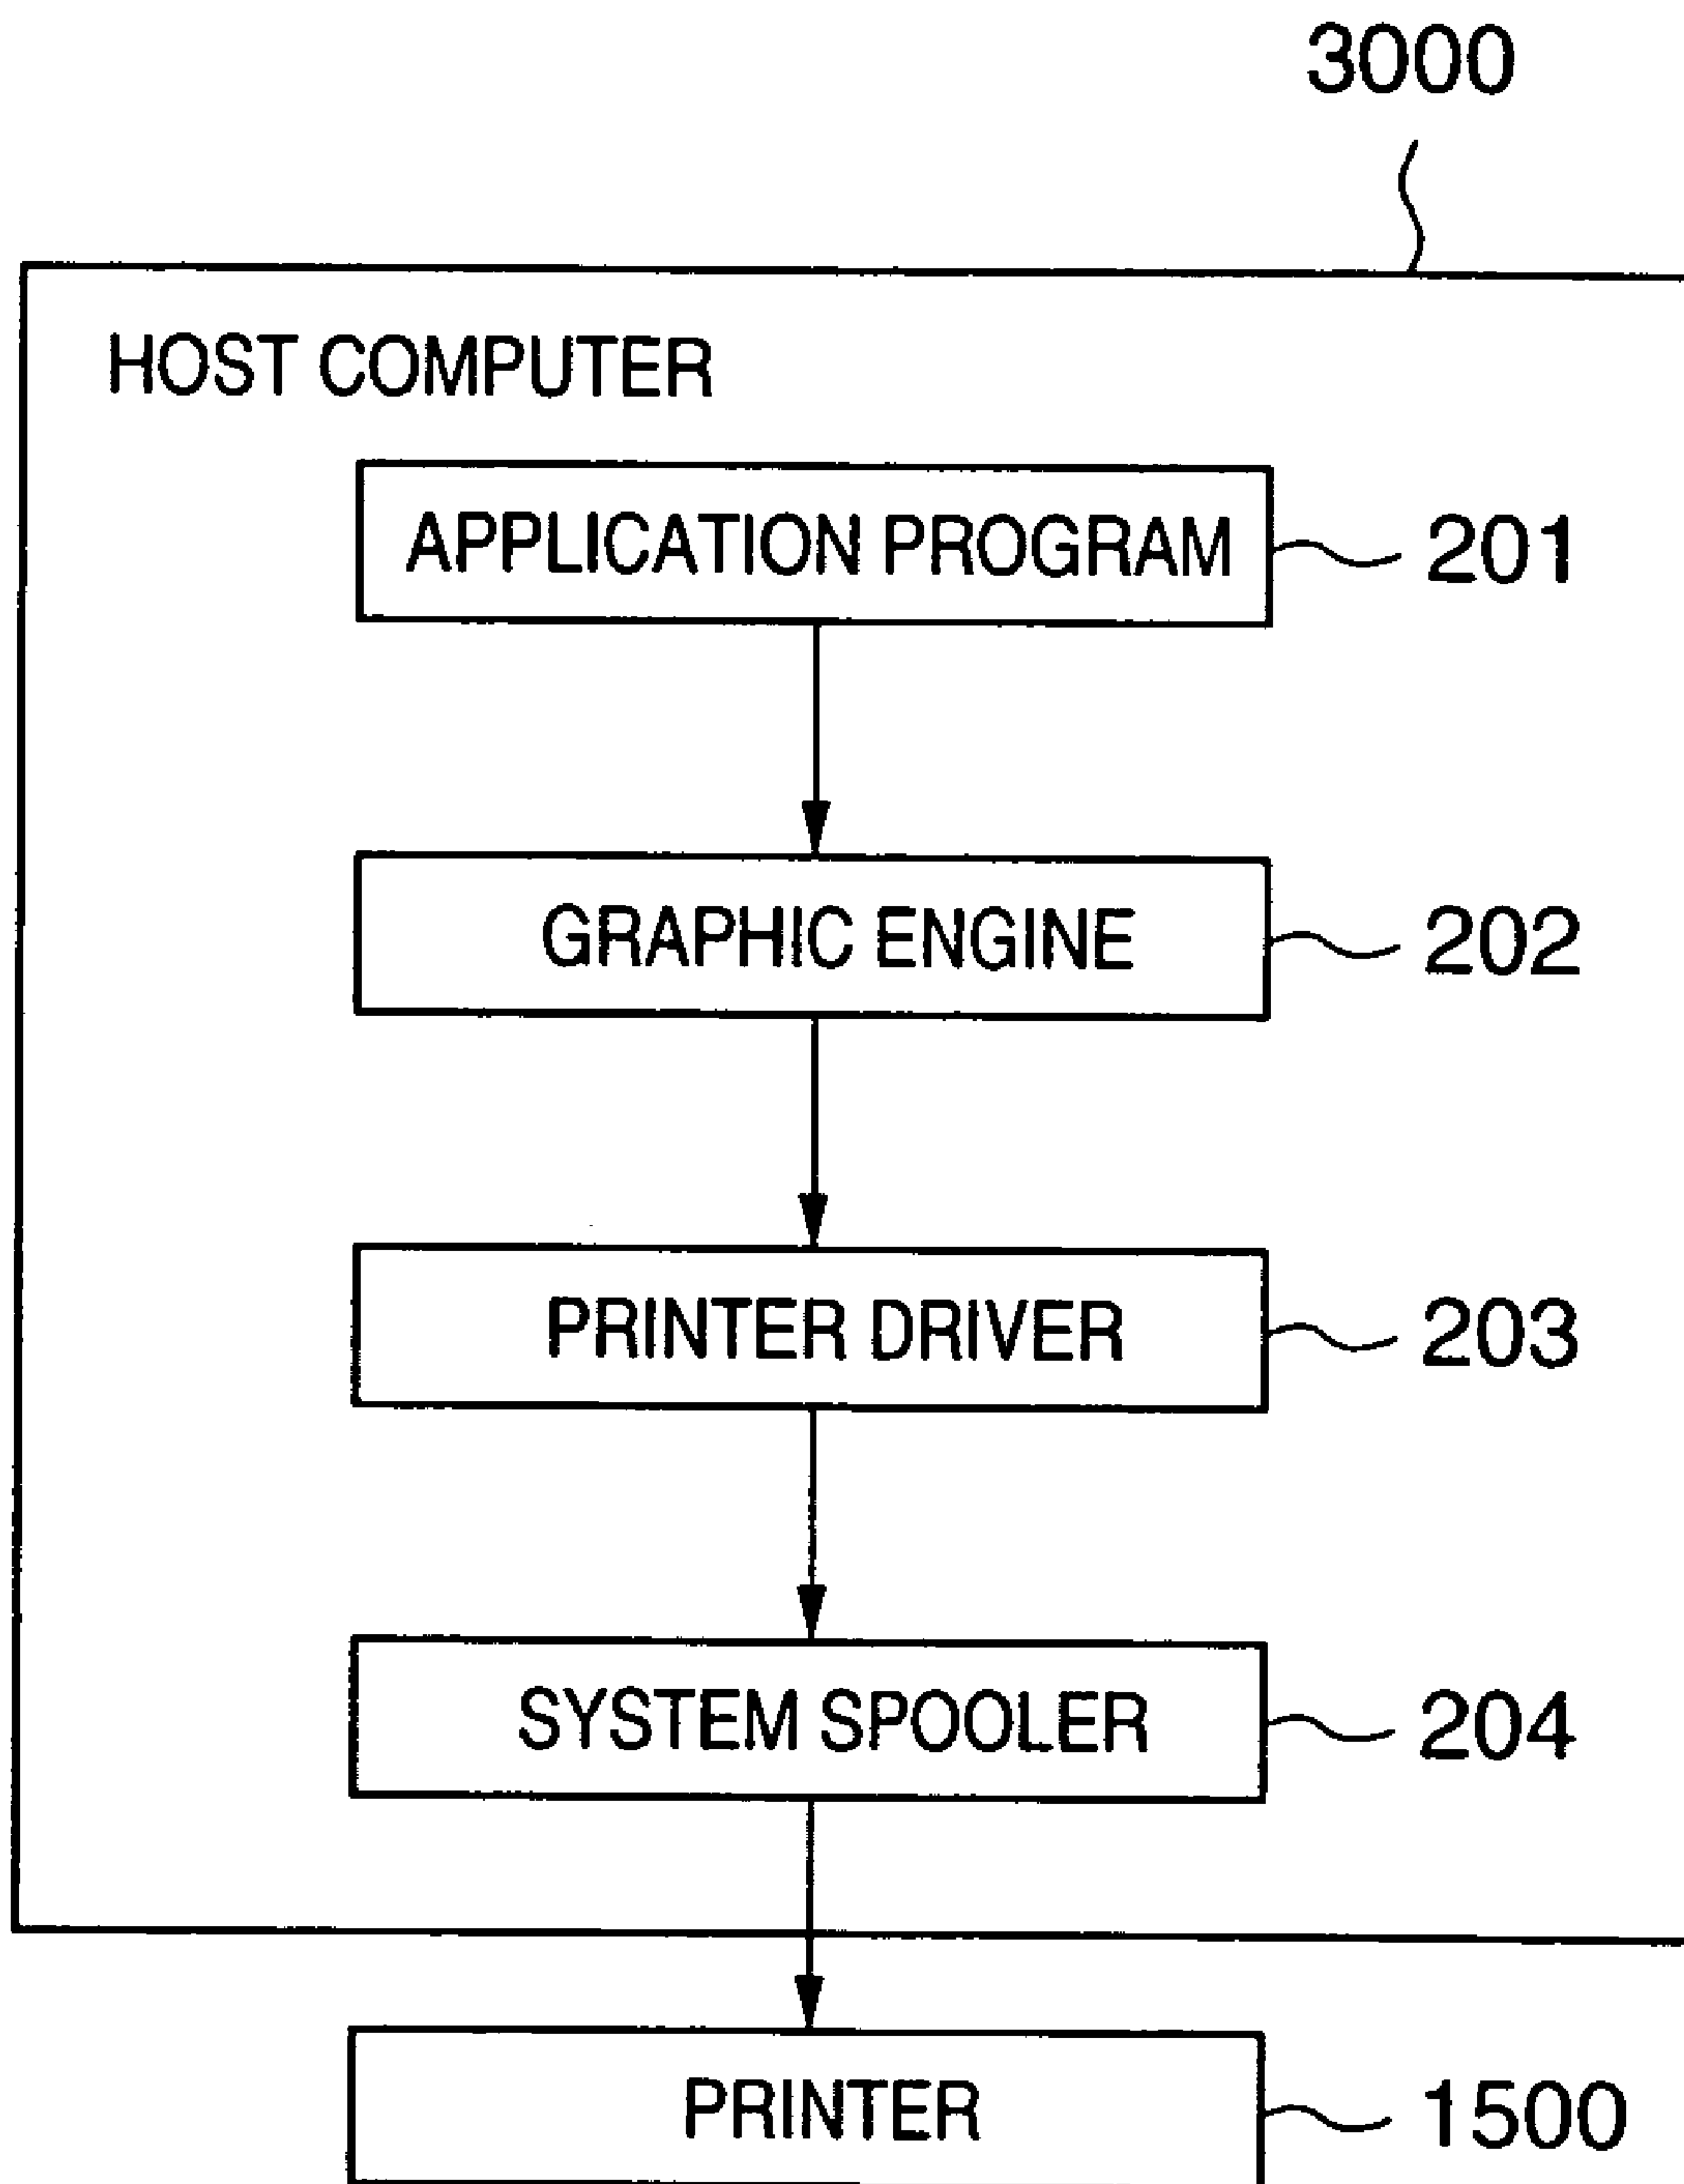 3000
HOST COMPUTER
APPLICATION PROGRAM 201
GRAPHIC ENGINE 202
PRINTER DRIVER 203
SYSTEM SPOOLER 204
PRINTER 1500